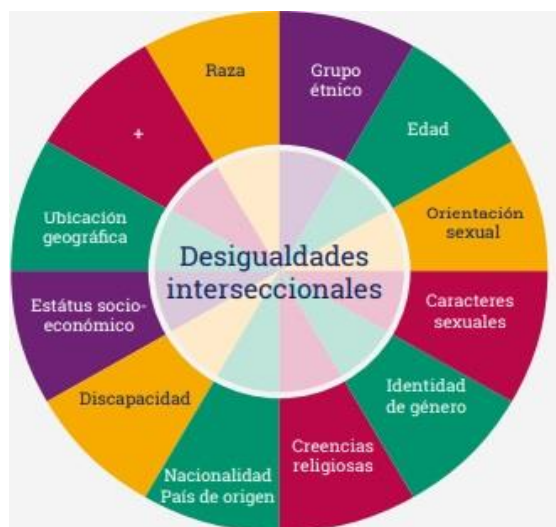 Raza
Grupo
étnico
Edad
Orientación
sexual
Caracteres
sexuales
Identidad
de género
Creencias
religiosas
Nacionalidad
País de origen
Discapacidad
Estátus socio-
económico
Ubicación
geográfica
+
Desigualdades
interseccionales